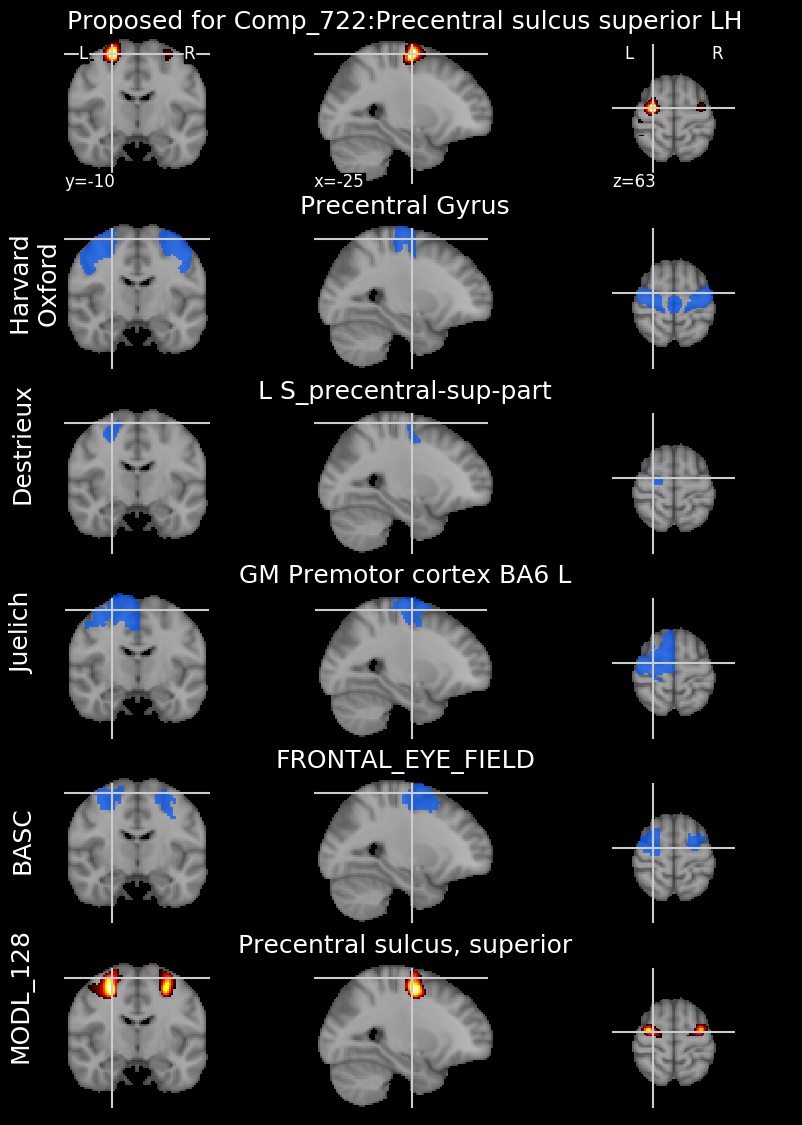 Proposed for Comp_722:Precentral sulcus superior LH
L R
L R
y=-10
x=-25
z=63
Precentral Gyrus
Harvard
Oxford
L S_precentral-sup-part
Destrieux
GM Premotor cortex BA6 L
Juelich
FRONTAL_EYE_FIELD
BASC
Precentral sulcus, superior
MODL_128